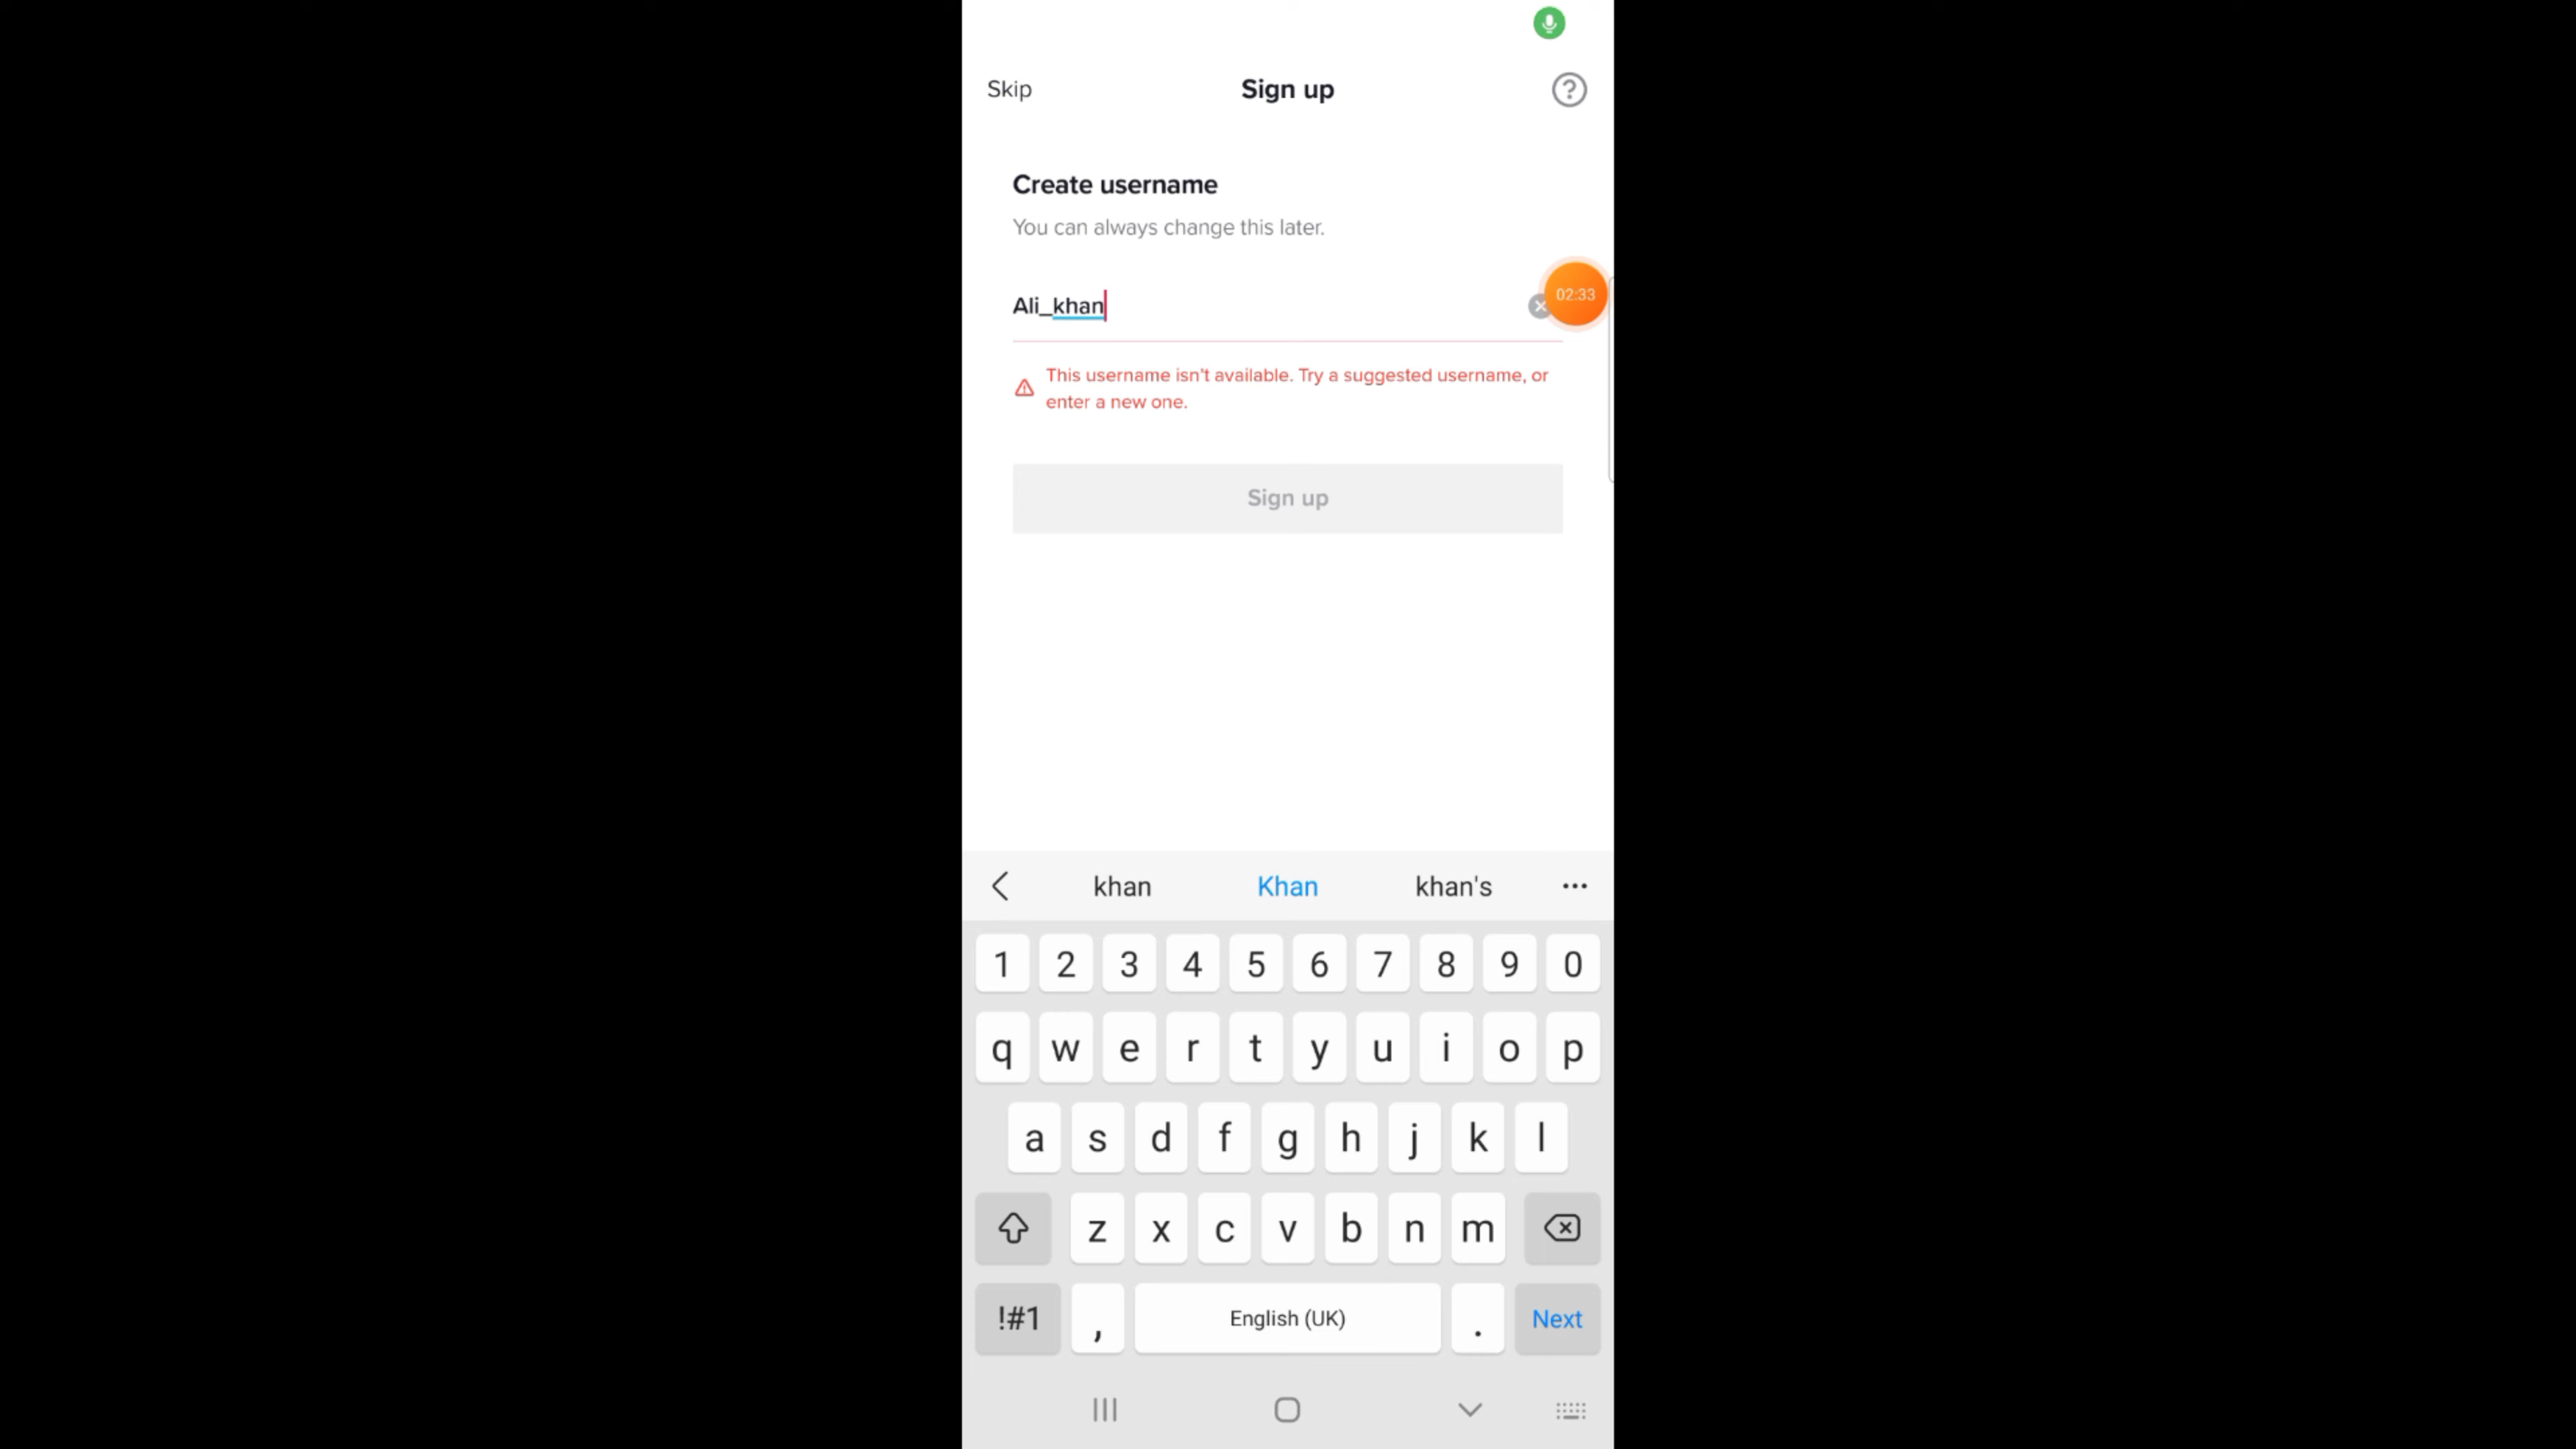 Skip Sign up
Create username
You can always change this later.
Ali_khan
02:33
This username isn't available. Try a suggested username, or
enter a new one.
Sign up
khan Khan khan's
1 2 3 4 5 6 7 8 9 0
q w e r t y u i o p
a s d f g h j k l
z x c v b n m
!#1 , English (UK) . Next